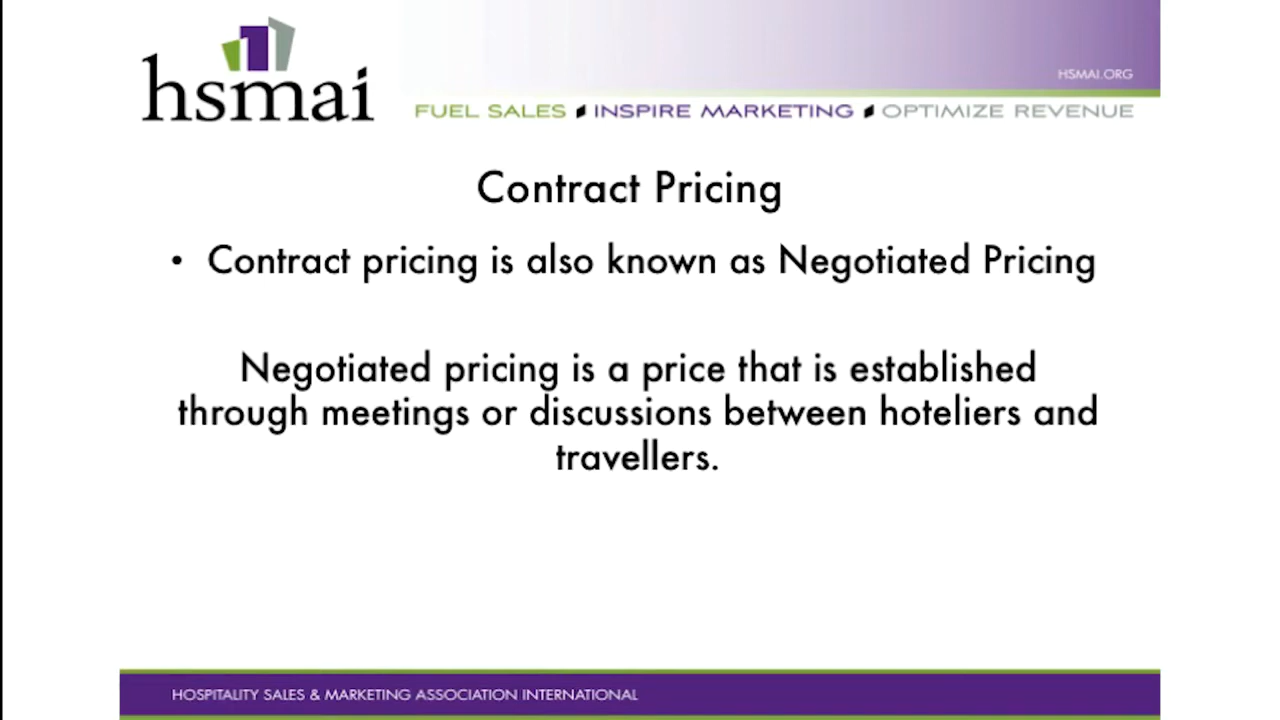 hsmai
HSMAI.ORG
FUEL SALES INSPIRE MARKETING OPTIMIZE REVENUE
Contract Pricing
• Contract pricing is also known as Negotiated Pricing
Negotiated pricing is a price that is established
through meetings or discussions between hoteliers and
travellers.
HOSPITALITY SALES & MARKETING ASSOCIATION INTERNATIONAL